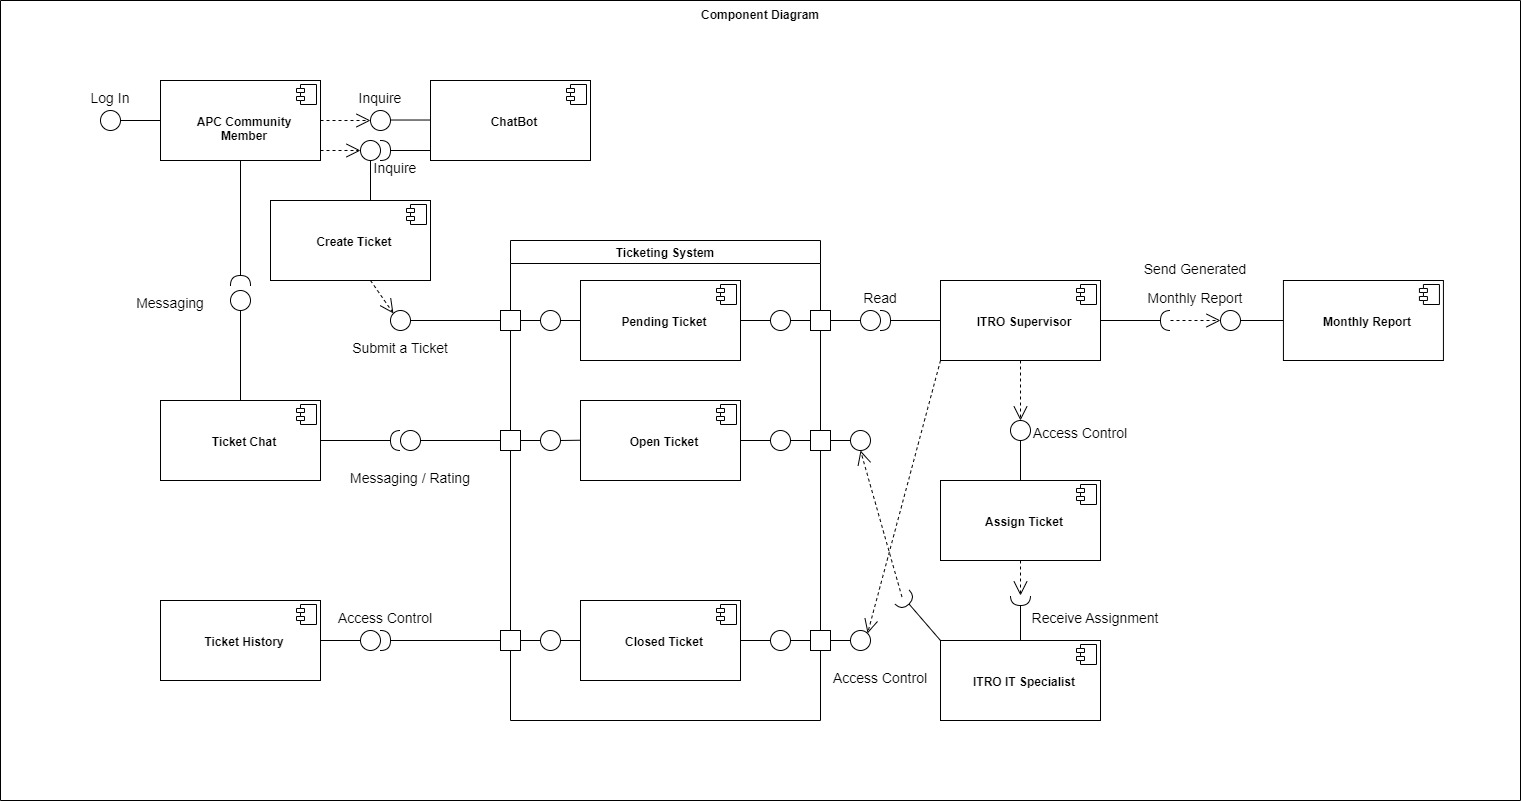 Component Diagram
Log In
APC Community
Member
Inquire
ChatBot
Inquire
Create Ticket
Ticketing System
Messaging
Submit a Ticket
Pending Ticket
Read
ITRO Supervisor
Send Generated
Monthly Report
Monthly Report
Ticket Chat
Messaging / Rating
Open Ticket
Access Control
Assign Ticket
Ticket History
Access Control
Closed Ticket
Access Control
Receive Assignment
ITRO IT Specialist